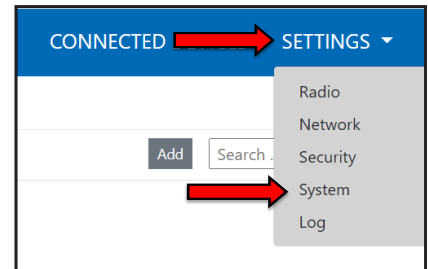 CONNECTED SETTINGS
Radio
Network
Add Search . Security
System
Log